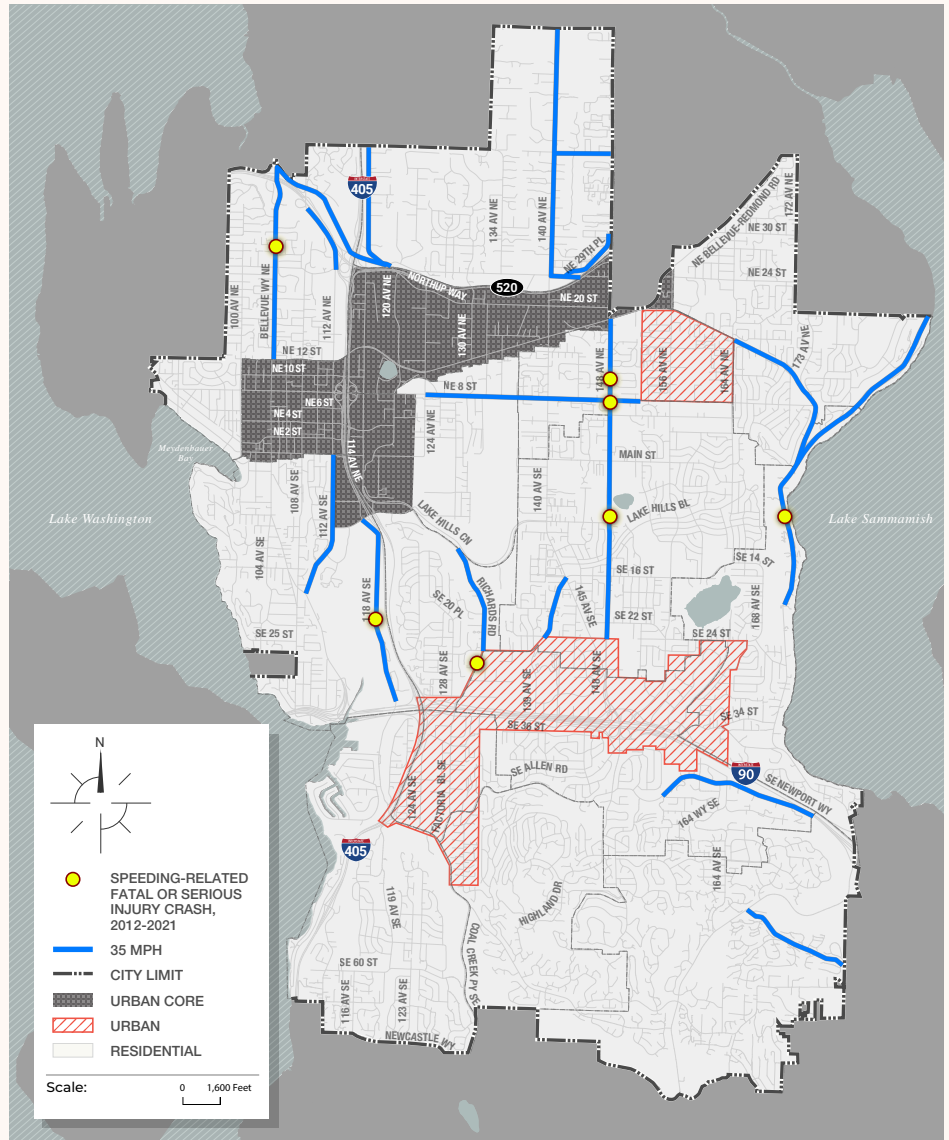 405
172 AV NE
NE BELLEVUE-REDMOND RD
134 AV NE
140 AV NE
NE 30 ST
NE 29TH PL
NE 24 ST
BELLEVUE WY NE
100 AV NE
112 AV NE
120 AV NE
NORTHUP WAY
520
NE 20 ST
130 AV NE
NE 12 ST
NE10 ST
148 AV NE
156 AV NE
164 AV NE
173 AV NE
NE 8 ST
NE6 ST
NE4 ST
NE2 ST
124 AV NE
114 AV NE
MAIN ST
Meydenbauer
Bay
108 AV SE
112 AV SE
140 AV SE
LAKE HILLS CN
LAKE HILLS BL
Lake Washington
Lake Sammamish
104 AV SE
SE 14 ST
SE 16 ST
118 AV SE
SE 20 PL
RICHARDS RD
145 AV SE
SE 22 ST
168 AV SE
SE 25 ST
SE 24 ST
128 AV SE
139 AV SE
148 AV SE
SE 34 ST
SE 36 ST
SE ALLEN RD
90
SE NEWPORT WY
124 AV SE
FACTORIA BL SE
164 WY SE
405
164 AV SE
119 AV SE
HIGHLAND DR
COAL CREEK PY SE
SE 60 ST
116 AV SE
123 AV SE
NEWCASTLE WY
N
SPEEDING-RELATED
FATAL OR SERIOUS
INJURY CRASH,
2012-2021
35 MPH
CITY LIMIT
URBAN CORE
URBAN
RESIDENTIAL
Scale:
0 1,600 Feet